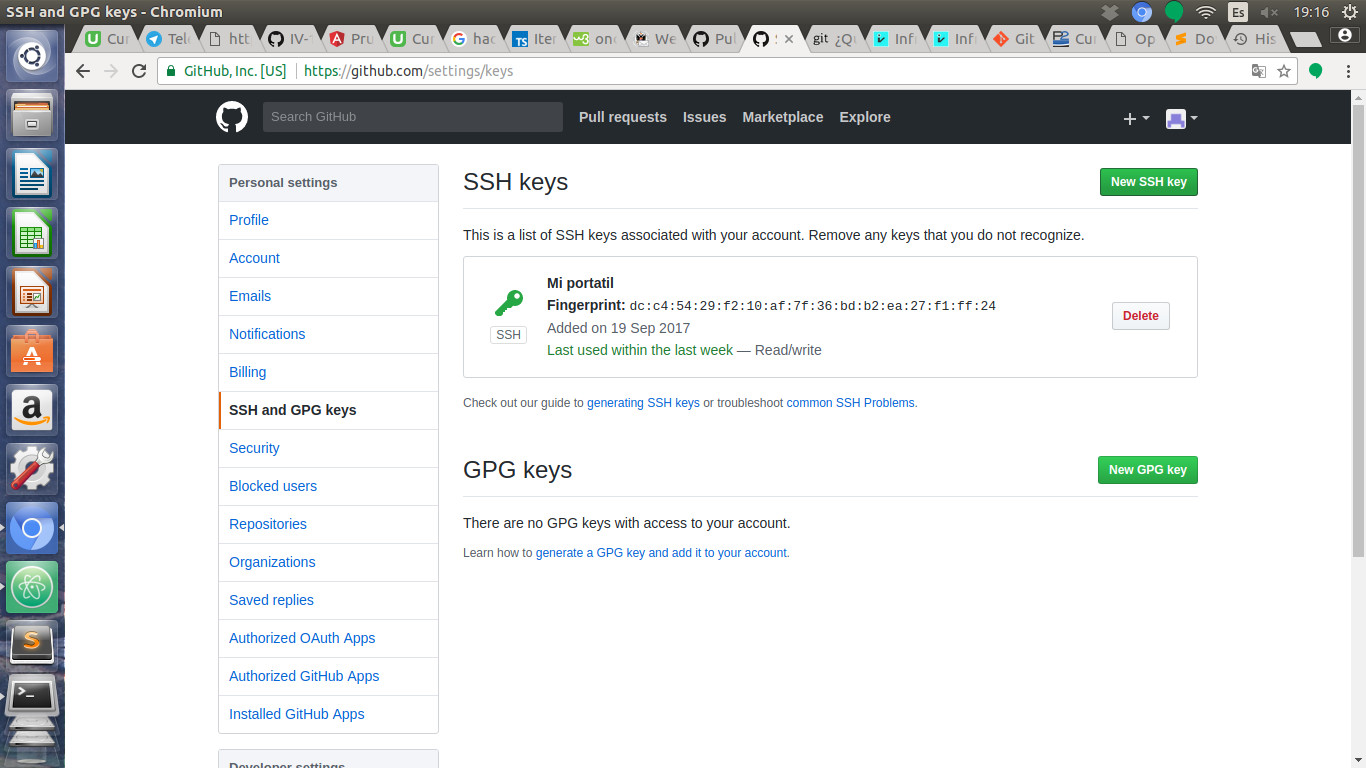 SSH and GPG keys - Chromium
Es
19:16
Cur
Tele
htt
IV-
Pru
Cur
hac
Iter
on
We
Pul
S
git ¿Q
Inf
Inf
Git
Cur
Op
Do
His
GitHub, Inc. [US]
https://github.com/settings/keys
Search GitHub
Pull requests
Issues
Marketplace
Explore
Personal settings
Profile
Account
Emails
Notifications
Billing
SSH and GPG keys
Security
Blocked users
Repositories
Organizations
Saved replies
Authorized OAuth Apps
Authorized GitHub Apps
Installed GitHub Apps
Developer settings
SSH keys
New SSH key
This is a list of SSH keys associated with your account. Remove any keys that you do not recognize.
Mi portatil
Fingerprint: dc:c4:54:29:f2:10:af:7f:36:bd:b2:ea:27:f1:ff:24
Added on 19 Sep 2017
Last used within the last week — Read/write
SSH
Delete
Check out our guide to generating SSH keys or troubleshoot common SSH Problems.
GPG keys
New GPG key
There are no GPG keys with access to your account.
Learn how to generate a GPG key and add it to your account.